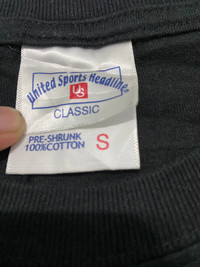 United Sports Headline
US
CLASSIC
PRE-SHRUNK
100%COTTON S